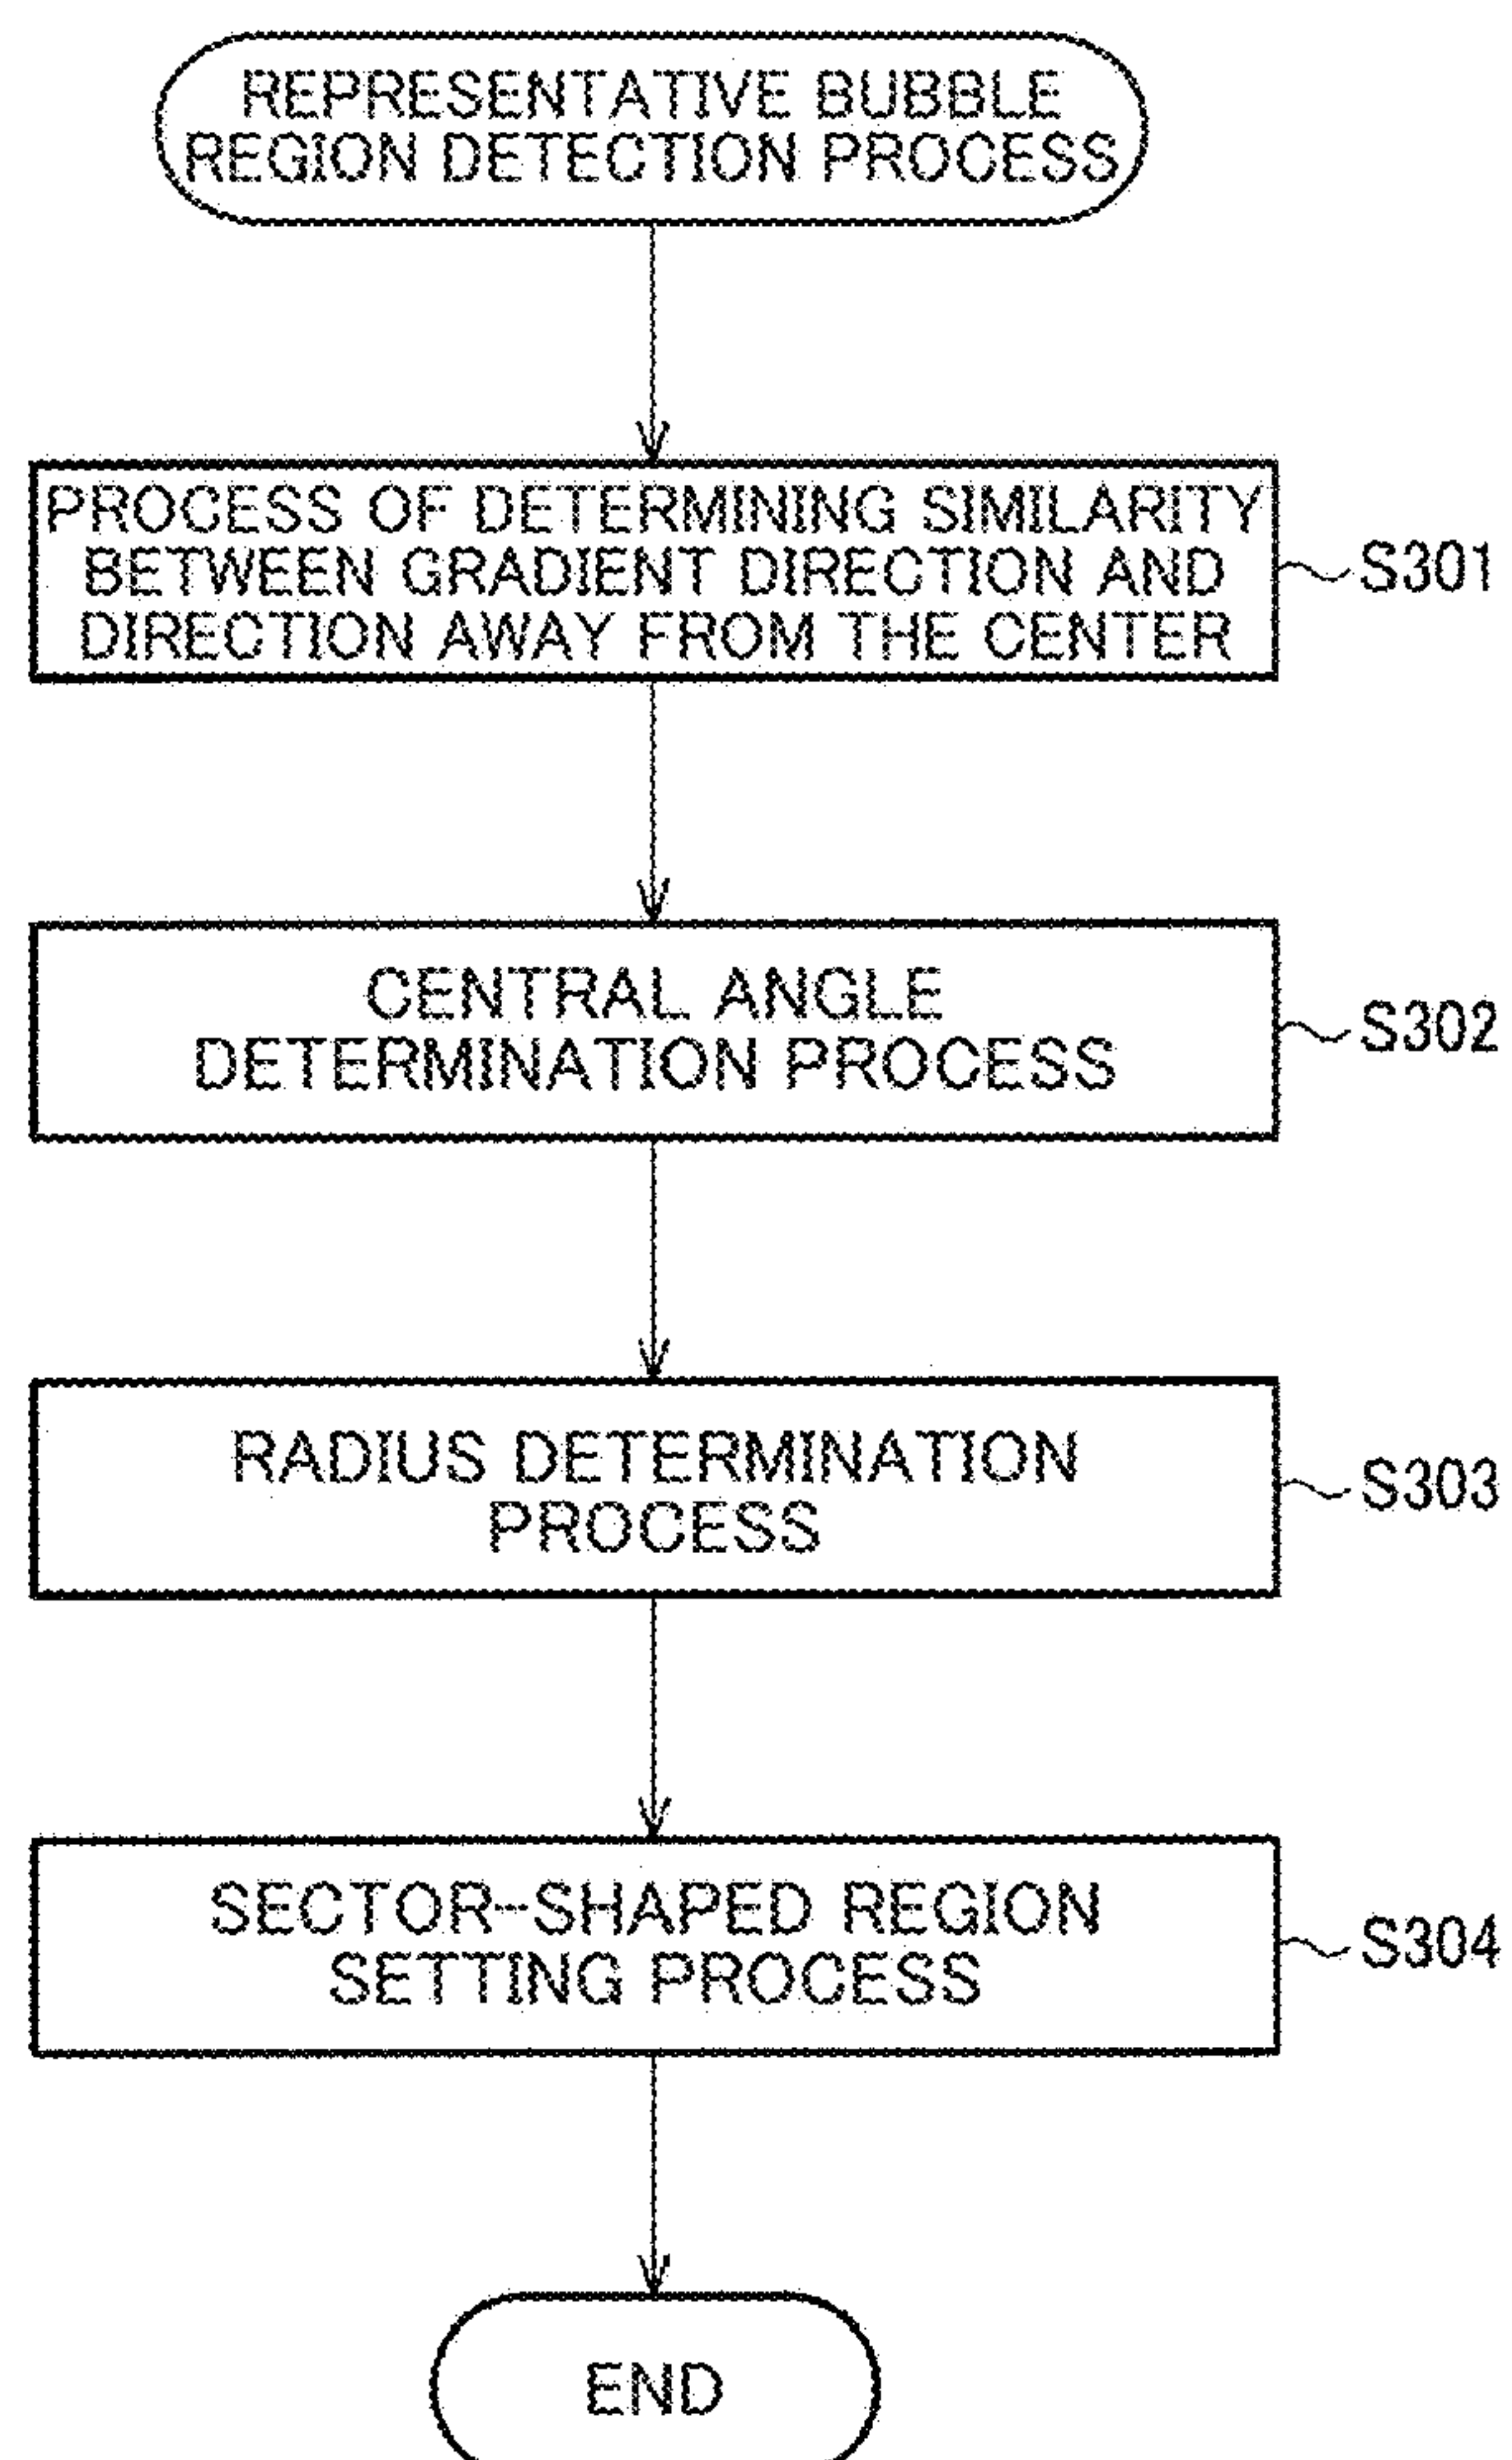 REPRESENTATIVE BUBBLE
REGION DETECTION PROCESS
PROCESS OF DETERMINING SIMILARITY
BETWEEN GRADIENT DIRECTION AND
DIRECTION AWAY FROM THE CENTER
S301
CENTRAL ANGLE
DETERMINATION PROCESS
S302
RADIUS DETERMINATION
PROCESS
S303
SECTOR-SHAPED REGION
SETTING PROCESS
S304
END